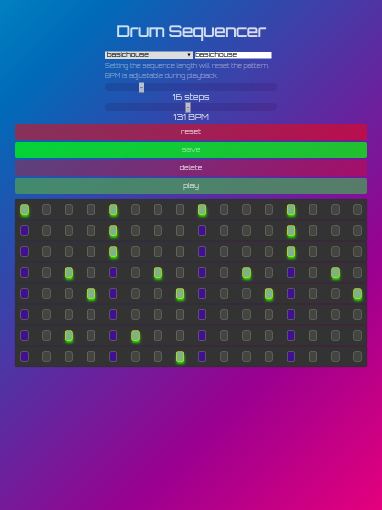 Drum Sequencer
basichouse basichouse
Setting the sequence length will reset the pattern.
BPM is adjustable during playback.
16 steps
131 BPM
reset
save
delete
play